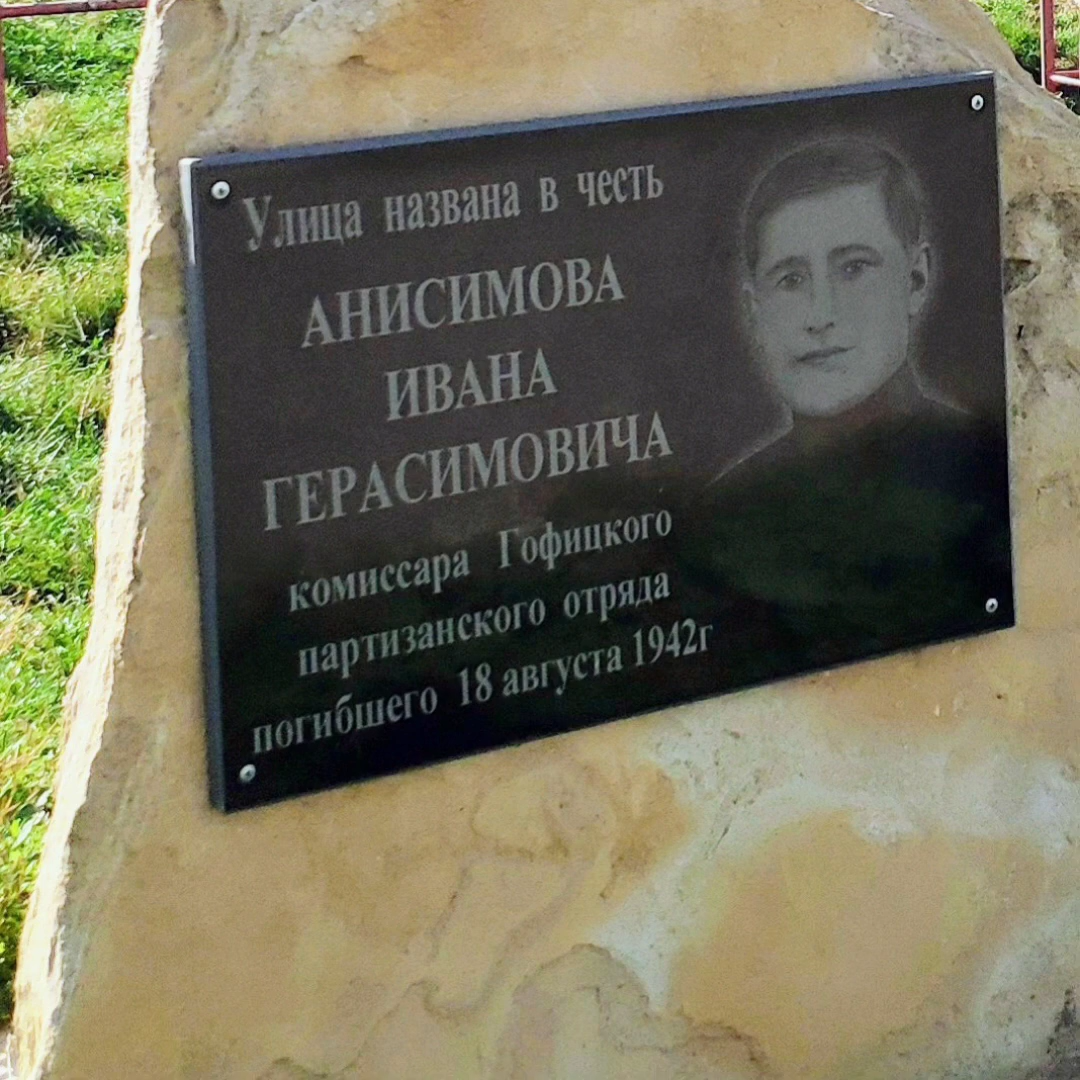 Улица названа в честь
АНИСИМОВА
ИВАНА
ГЕРАСИМОВИЧА
комиссара Гофицкого
партизанского отряда
погибшего 18 августа 1942г